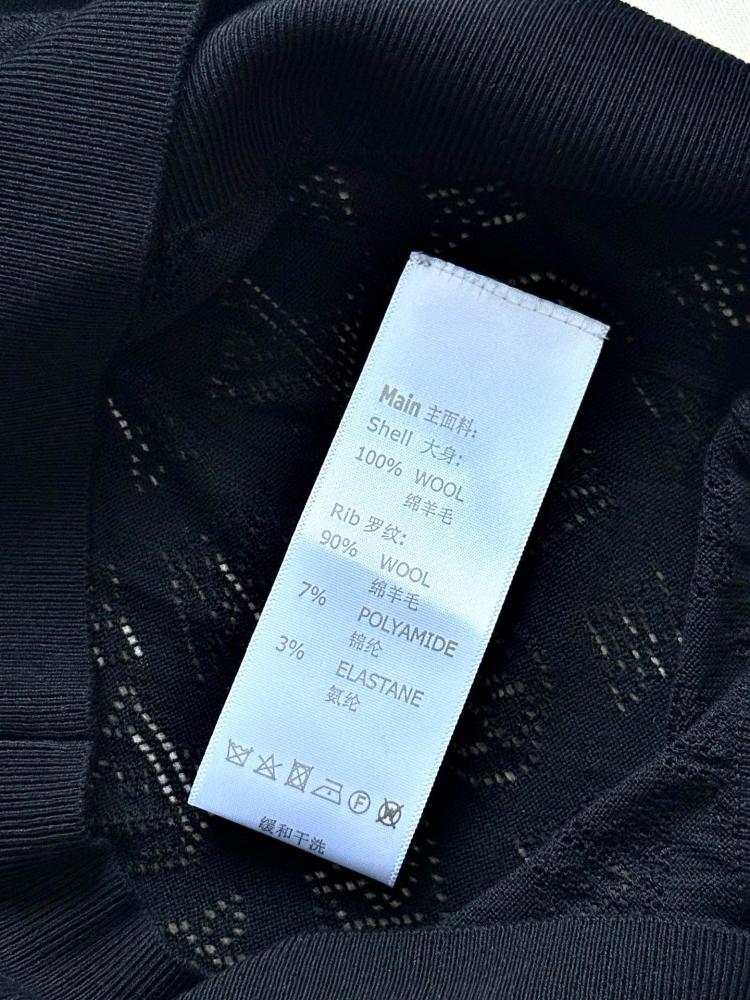 Main 主面料:
Shell 大身:
100% WOOL
绵羊毛
Rib 罗纹:
90% WOOL
绵羊毛
7% POLYAMIDE
锦纶
3% ELASTANE
氨纶
F W
缓和干洗